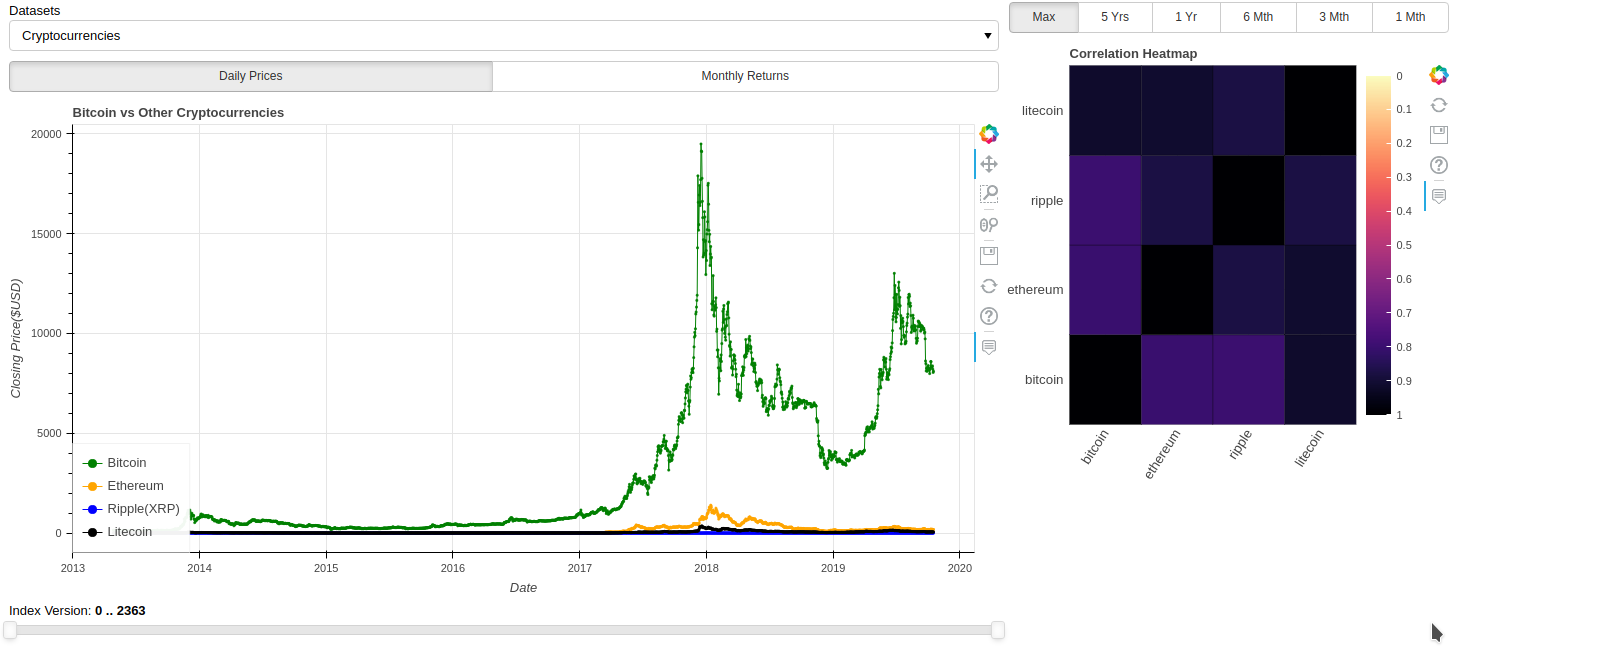 Datasets
Cryptocurrencies
Daily Prices
Monthly Returns
Bitcoin vs Other Cryptocurrencies
20000
15000
10000
5000
0
Closing Price($USD)
Bitcoin
Ethereum
Ripple(XRP)
Litecoin
2013 2014 2015 2016 2017 2018 2019 2020
Date
Index Version: 0 .. 2363
Max 5 Yrs 1 Yr 6 Mth 3 Mth 1 Mth
Correlation Heatmap
litecoin
ripple
ethereum
bitcoin
bitcoin ethereum ripple litecoin
0
0.1
0.2
0.3
0.4
0.5
0.6
0.7
0.8
0.9
1